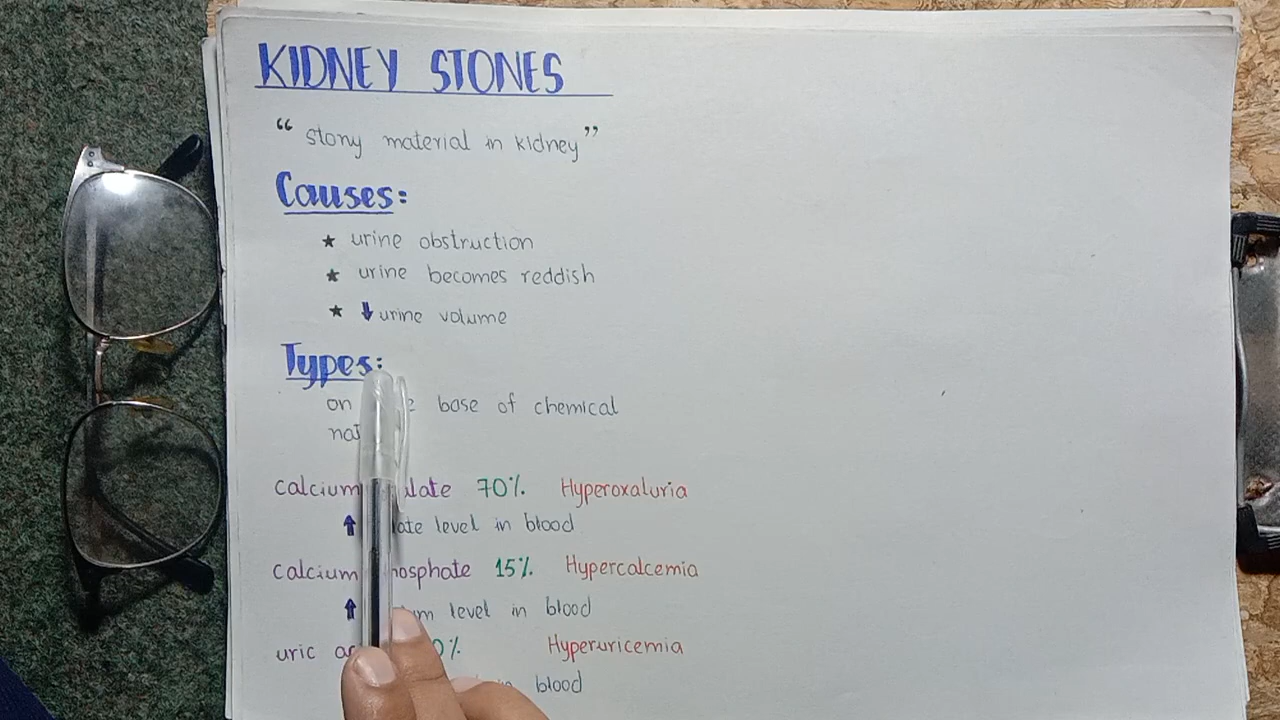 KIDNEY STONES
“ stony material in kidney ”
Causes:
★ urine obstruction
★ urine becomes reddish
★ ⬇ urine volume
Types:
on base of chemical
calcium 70% Hyperoxaluria
⬆ level in blood
calcium 15% Hypercalcemia
⬆ level in blood
uric Hyperuricemia
blood